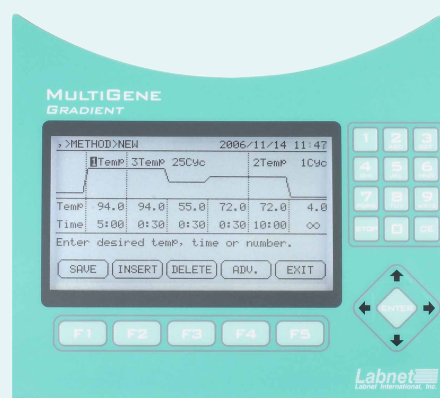 MULTIGENE
GRADIENT
,>METHOD>NEW 2006/11/14 11:47
1Temp 3Temp 25Cyc 2Temp 1Cyc
Temp 94.0 94.0 55.0 72.0 72.0 4.0
Time 5:00 0:30 0:30 0:30 10:00 ∞
Enter desired temp, time or number.
SAVE INSERT DELETE ADV. EXIT
F1 F2 F3 F4 F5
1 2 3
4 5 6
7 8 9
STOP 0 CE
ENTER
Labnet
Labnet International, Inc.